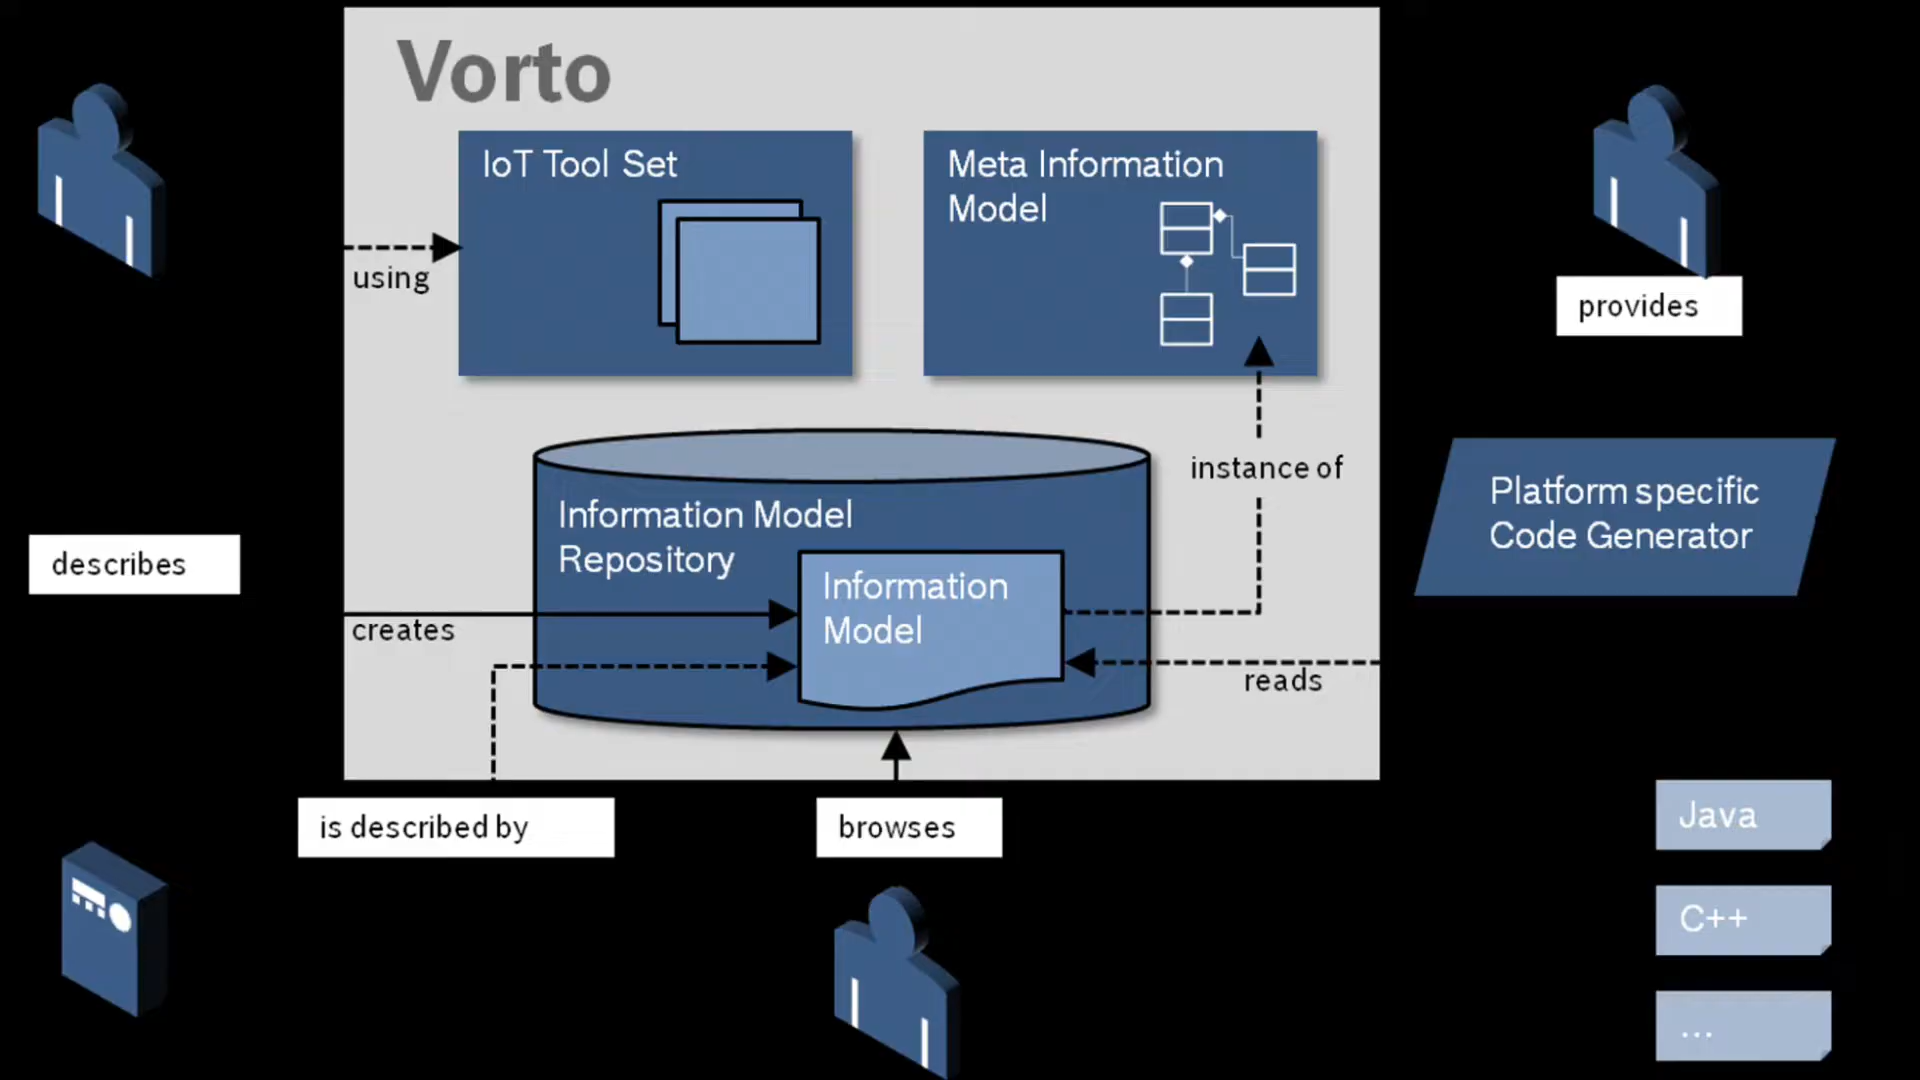 Vorto
IoT Tool Set
Meta Information
Model
using
provides
instance of
Platform specific
Code Generator
Information Model
Repository
describes
Information
Model
creates
reads
is described by
browses
Java
C++
...